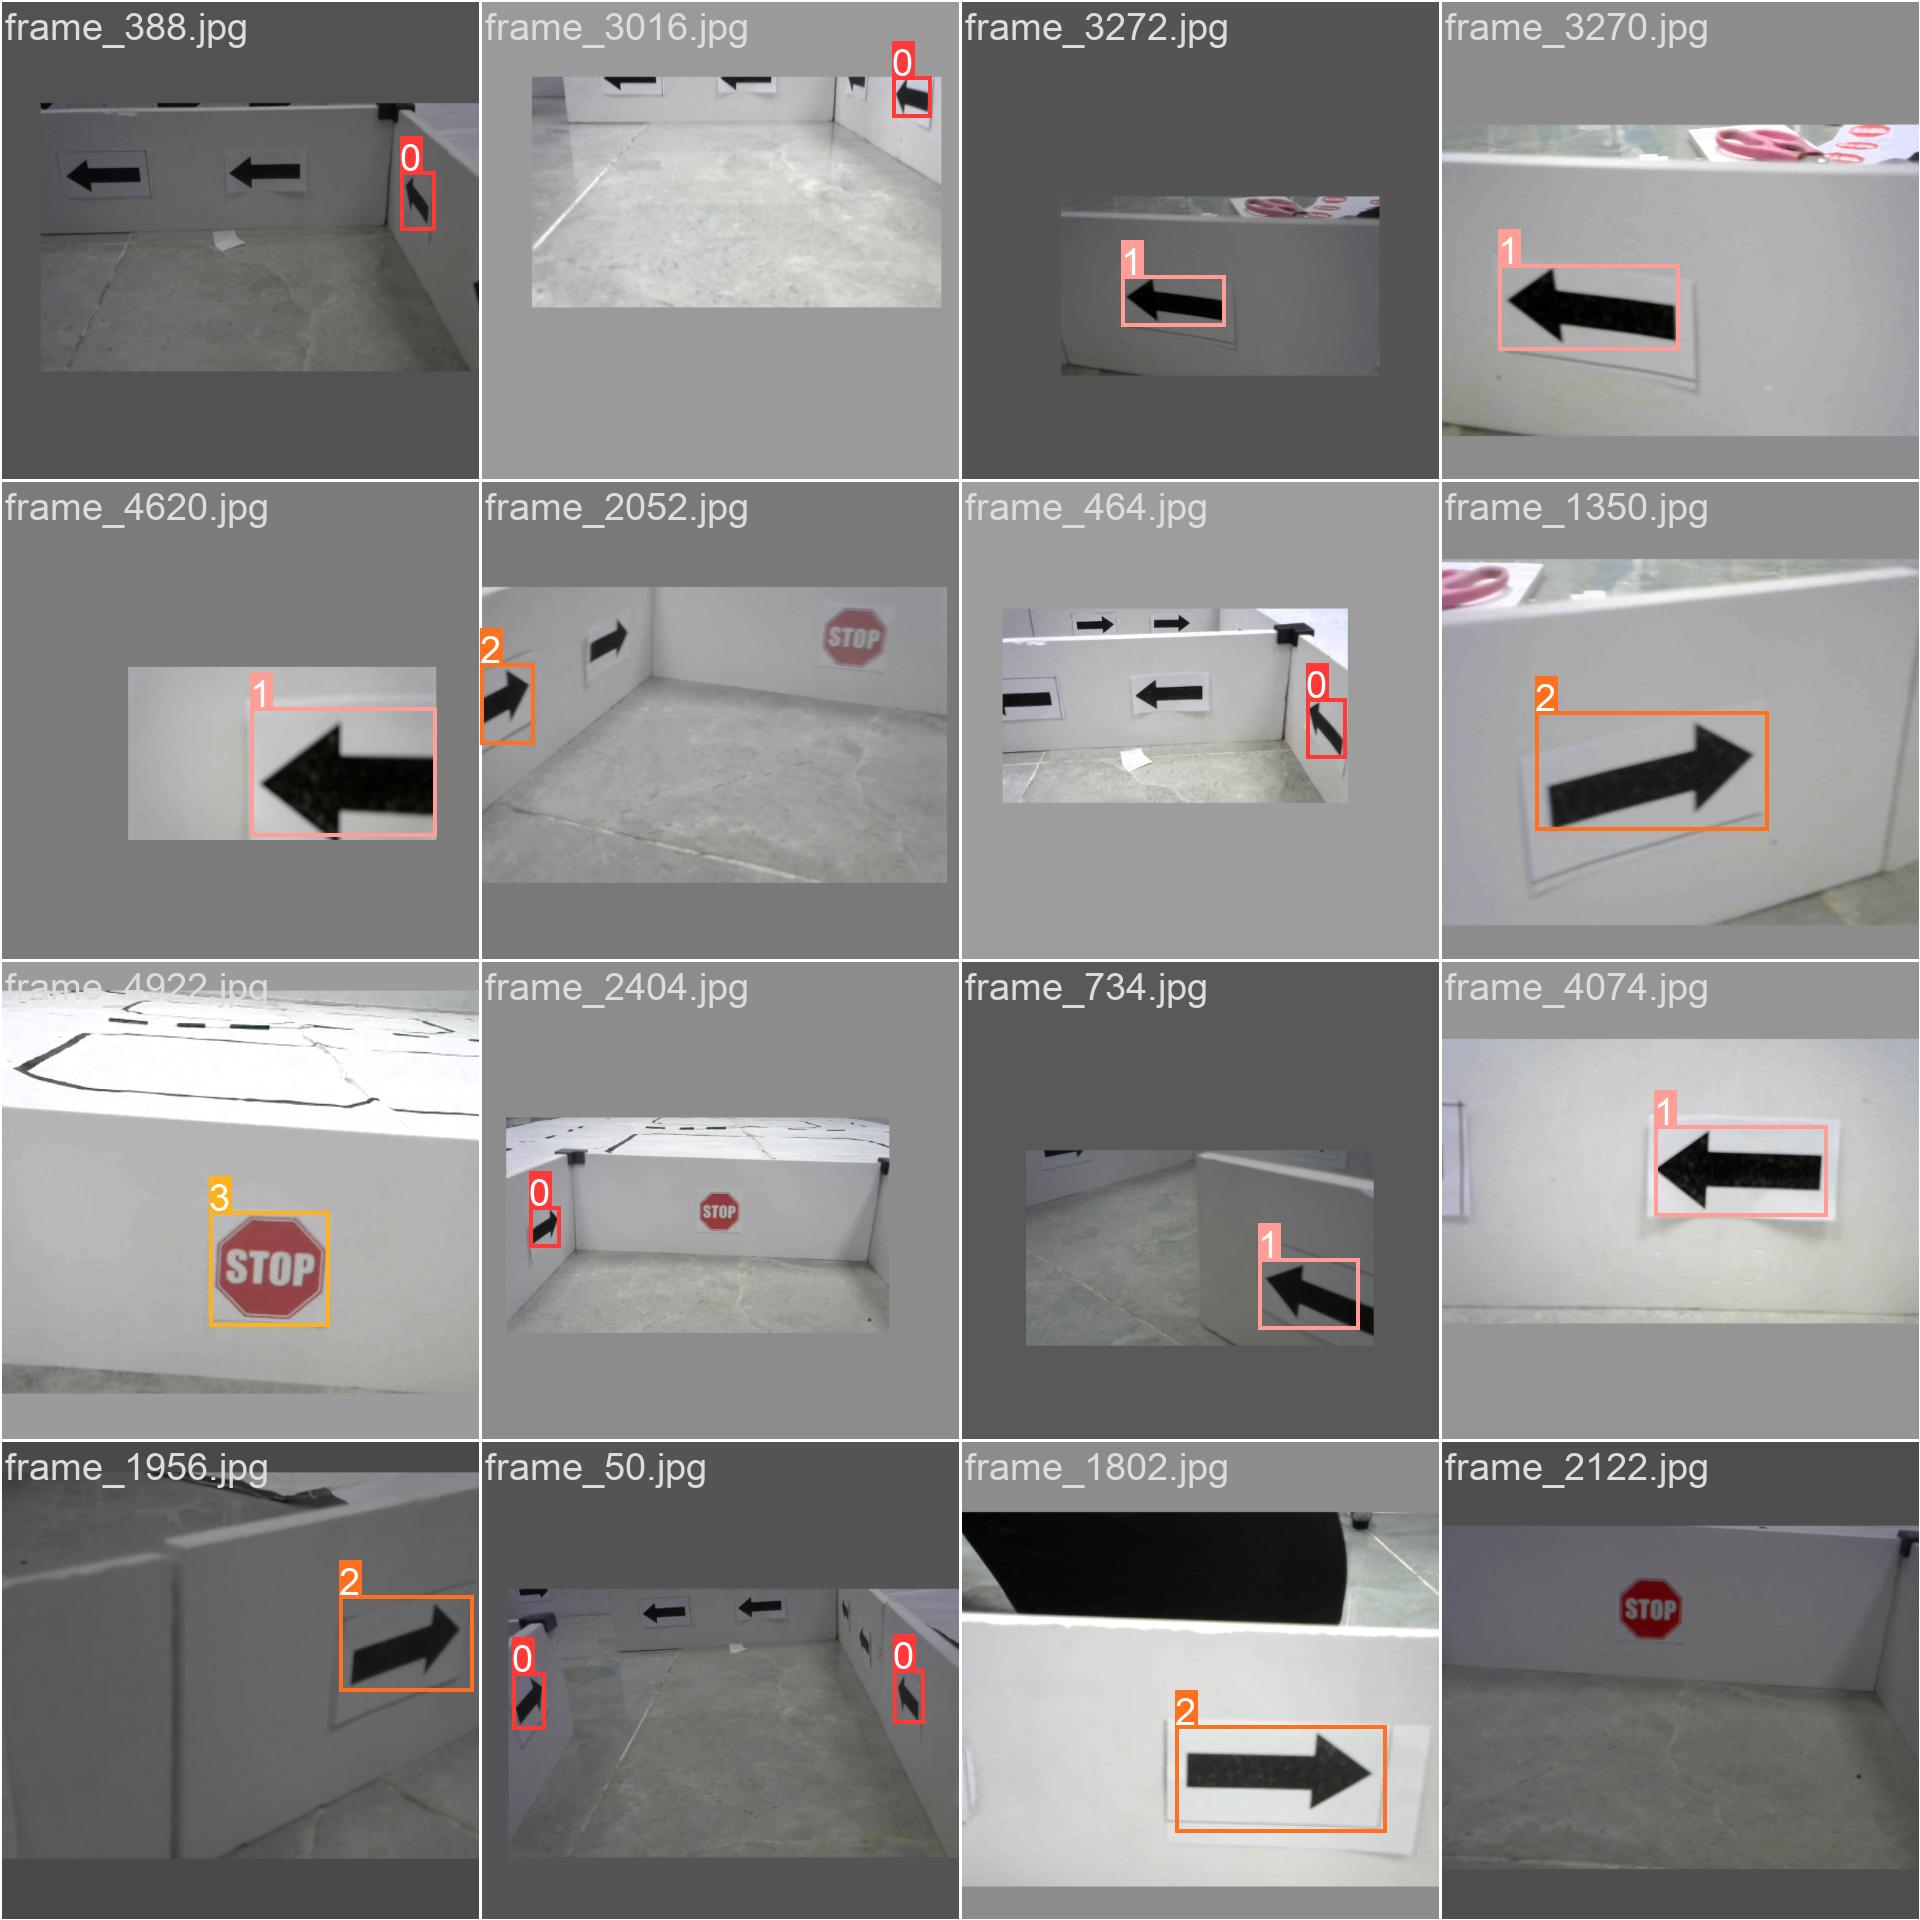 frame_388.jpg
frame_3016.jpg
frame_3272.jpg
frame_3270.jpg
0
0
1
1
frame_4620.jpg
frame_2052.jpg
frame_464.jpg
frame_1350.jpg
1
2
STOP
0
2
frame_4922.jpg
frame_2404.jpg
frame_734.jpg
frame_4074.jpg
3
STOP
0
STOP
1
1
frame_1956.jpg
frame_50.jpg
frame_1802.jpg
frame_2122.jpg
2
0
0
2
STOP